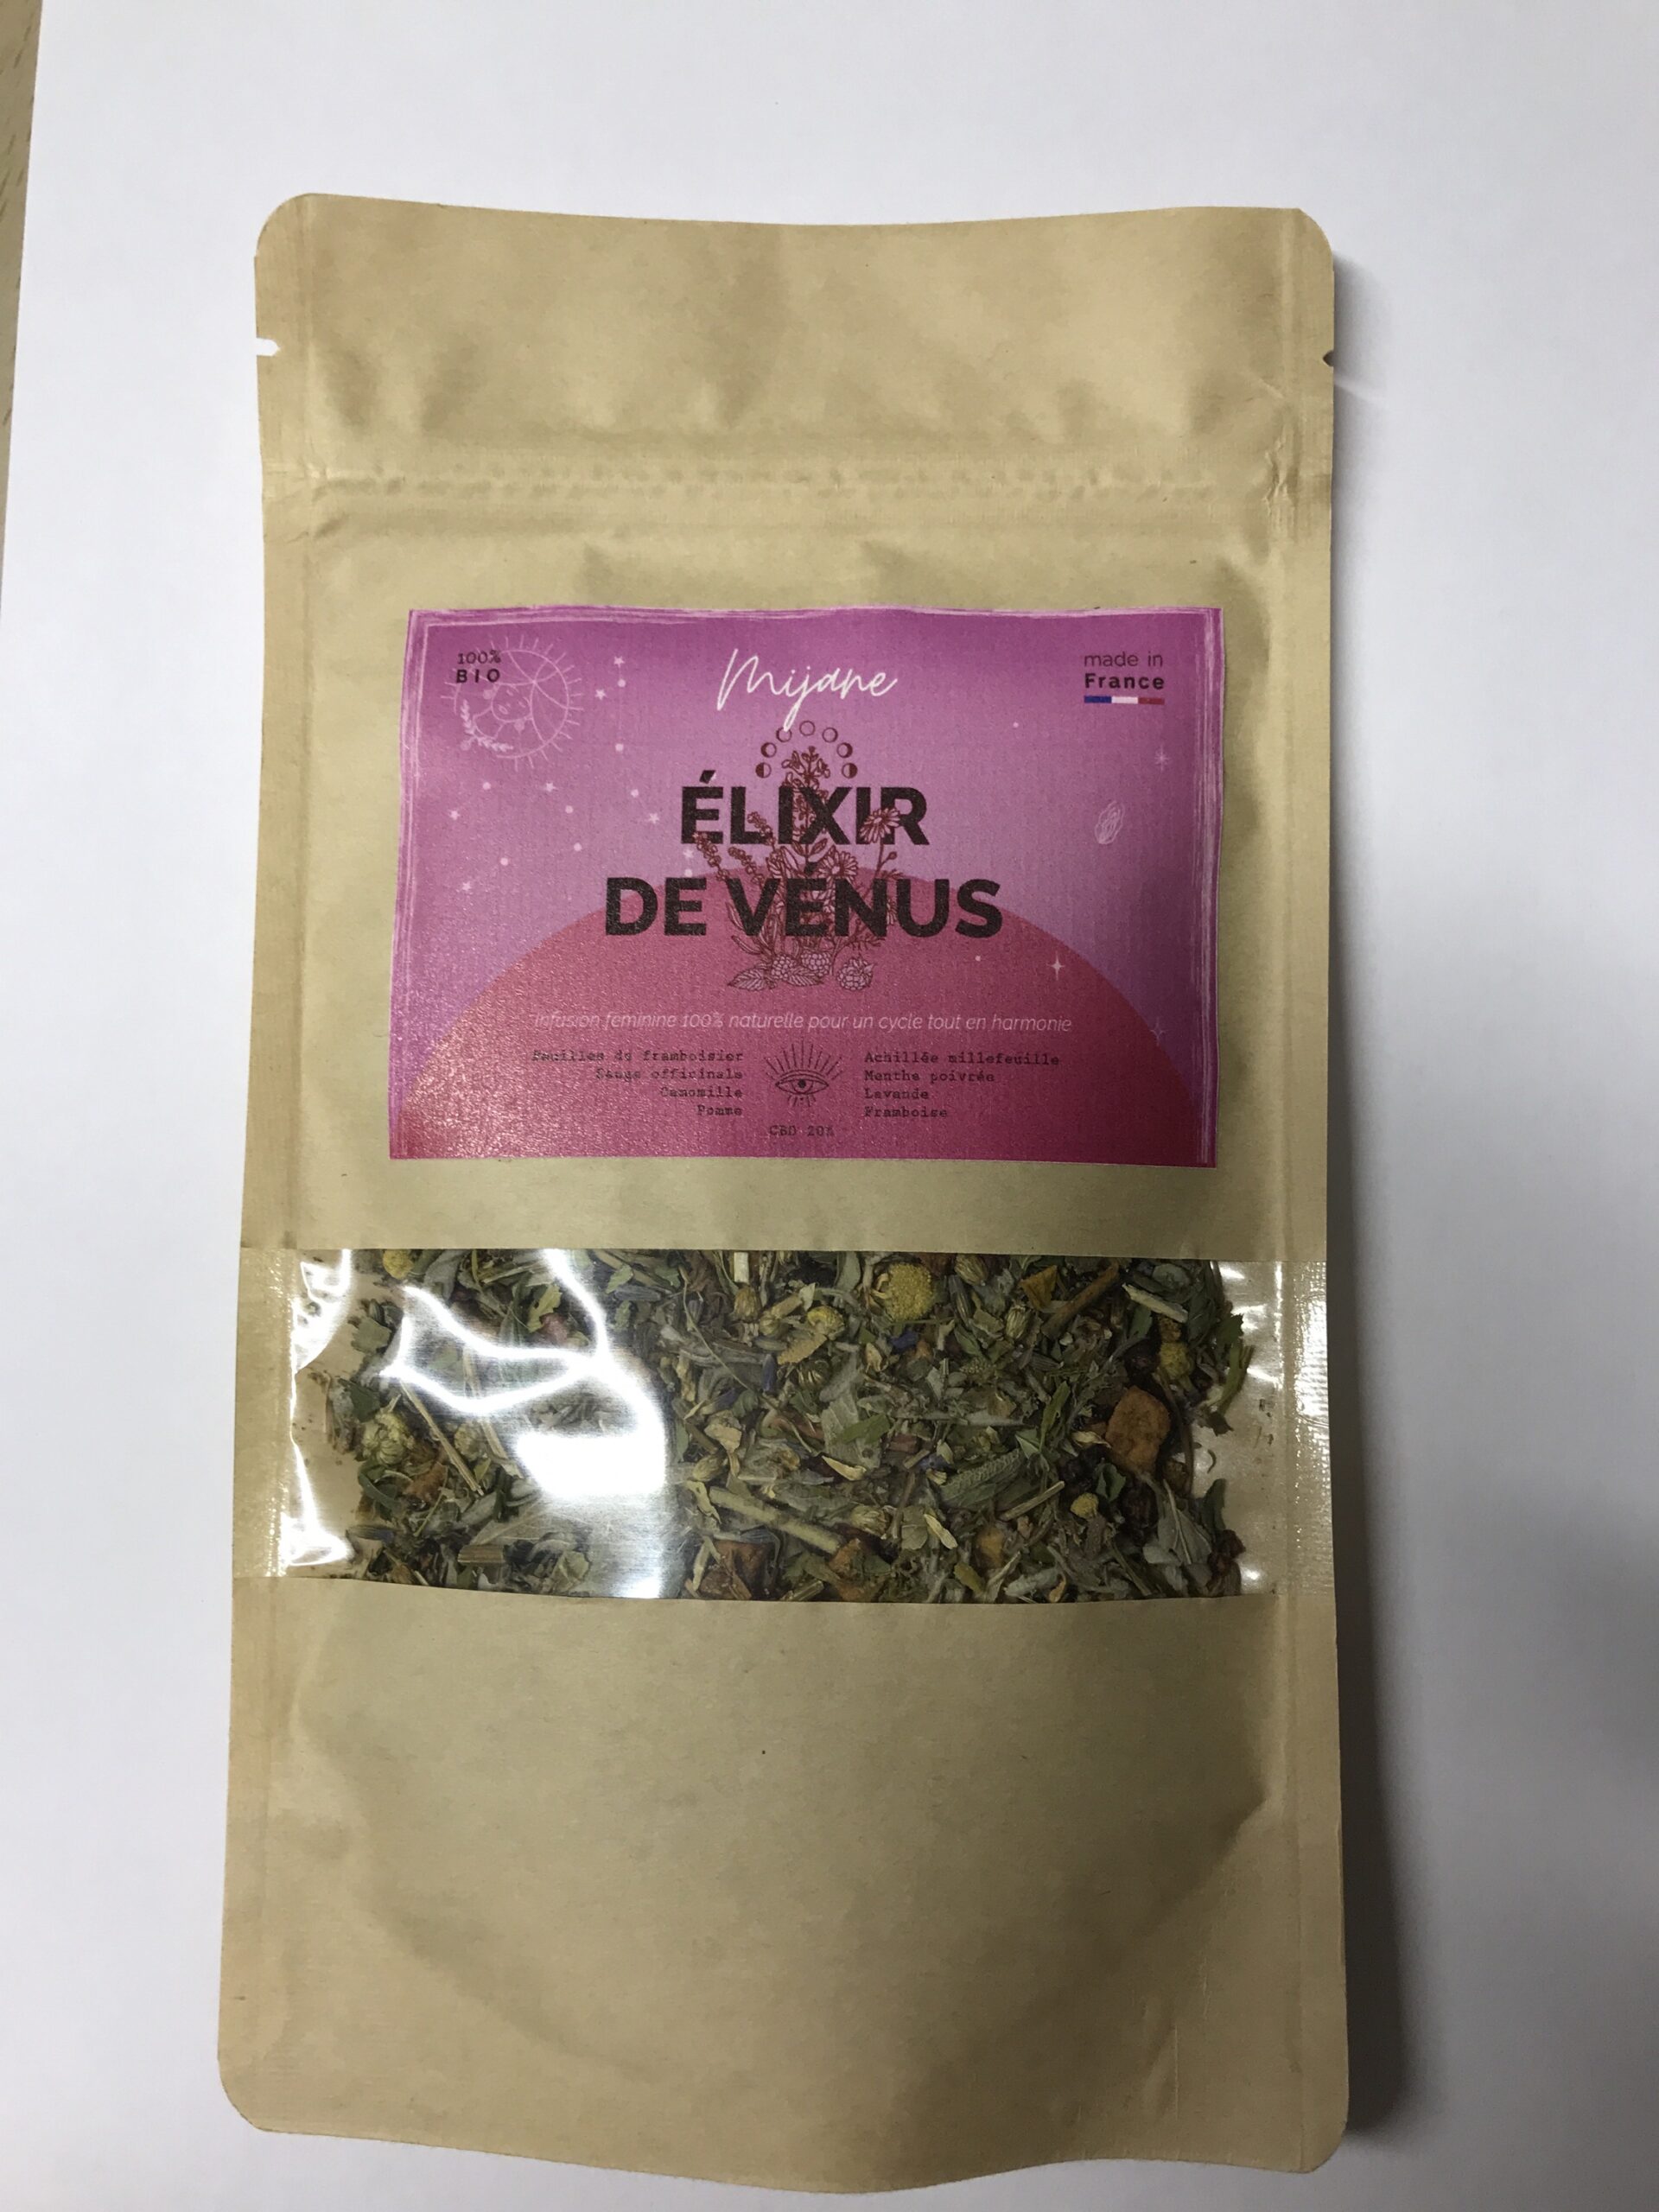 100%
BIO
Mijane
made in
France
ÉLIXIR
DE VÉNUS
Infusion féminine 100% naturelle pour un cycle tout en harmonie
Feuilles de framboisier
Sauge officinale
Camomille
Pomme
Achillée millefeuille
Menthe poivrée
Lavande
Framboise
CBD 20%